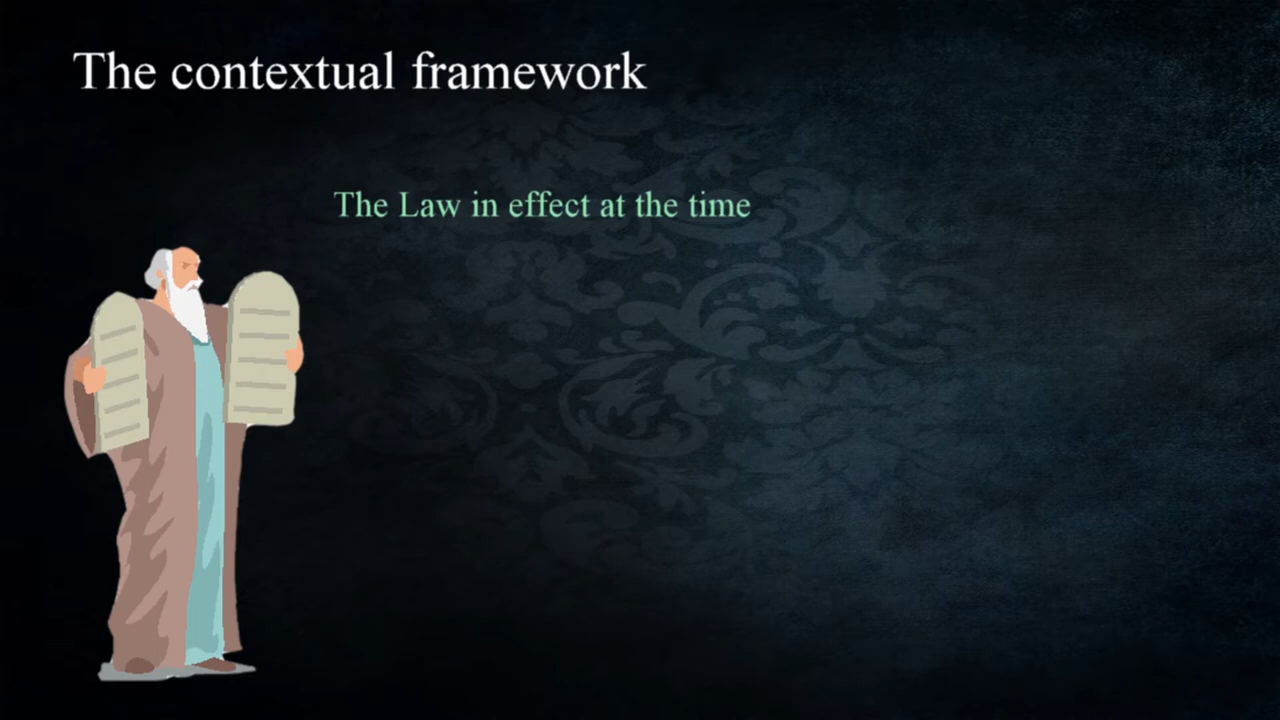 The contextual framework
The Law in effect at the time